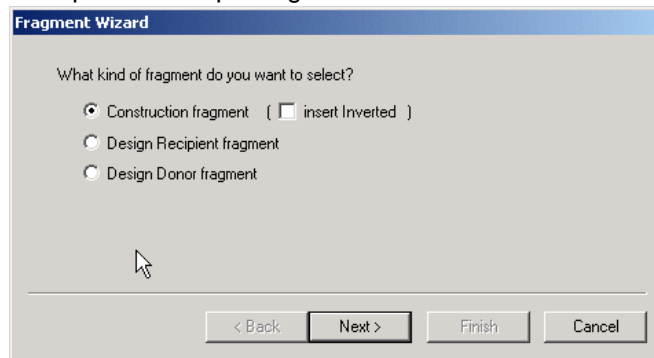 Fragment Wizard
What kind of fragment do you want to select?
Construction fragment ( insert Inverted )
Design Recipient fragment
Design Donor fragment
< Back Next > Finish Cancel